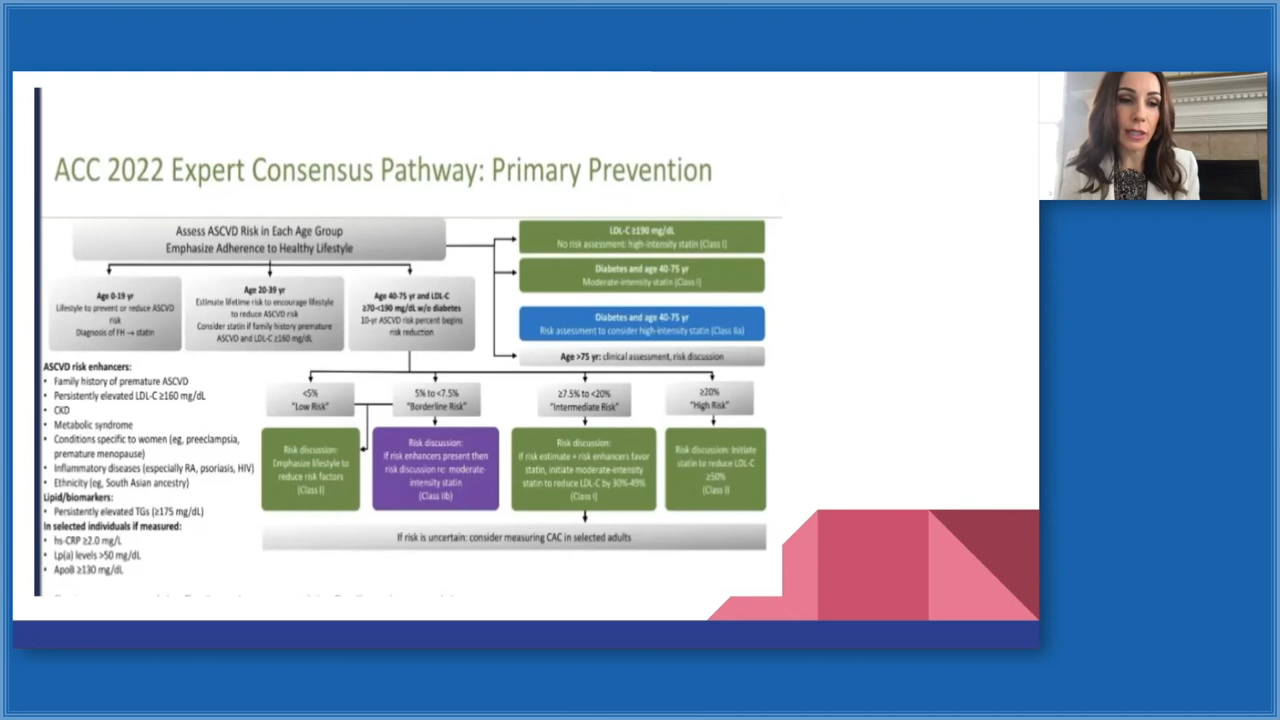 ACC 2022 Expert Consensus Pathway: Primary Prevention
Assess ASCVD Risk in Each Age Group
Emphasize Adherence to Healthy Lifestyle
LDL-C ≥190 mg/dL
No risk assessment: high-intensity statin (Class I)
Diabetes and age 40-75 yr
Moderate-intensity statin (Class I)
Diabetes and age 40-75 yr
Risk assessment to consider high-intensity statin (Class IIa)
Age >75 yr: clinical assessment, risk discussion
Age 0-19 yr
Lifestyle to prevent or reduce ASCVD
risk
Diagnosis of FH → statin
Age 20-39 yr
Estimate lifetime risk to encourage lifestyle
to reduce ASCVD risk
Consider statin if family history premature
ASCVD and LDL-C ≥160 mg/dL
Age 40-75 yr and LDL-C
≥70-<190 mg/dL w/o diabetes
10-yr ASCVD risk percent begins
risk reduction
ASCVD risk enhancers:
• Family history of premature ASCVD
• Persistently elevated LDL-C ≥160 mg/dL
• CKD
• Metabolic syndrome
• Conditions specific to women (eg, preeclampsia,
premature menopause)
• Inflammatory diseases (especially RA, psoriasis, HIV)
• Ethnicity (eg, South Asian ancestry)
Lipid/biomarkers:
• Persistently elevated TGs (≥175 mg/dL)
In selected individuals if measured:
• hs-CRP ≥2.0 mg/L
• Lp(a) levels >50 mg/dL
• ApoB ≥130 mg/dL
<5%
"Low Risk"
5% to <7.5%
"Borderline Risk"
≥7.5% to <20%
"Intermediate Risk"
≥20%
"High Risk"
Risk discussion:
Emphasize lifestyle to
reduce risk factors
(Class I)
Risk discussion:
If risk enhancers present then
risk discussion re: moderate-
intensity statin
(Class IIb)
Risk discussion:
If risk estimate + risk enhancers favor
statin, initiate moderate-intensity
statin to reduce LDL-C by 30%-49%
(Class I)
Risk discussion: Initiate
statin to reduce LDL-C
≥50%
(Class I)
If risk is uncertain: consider measuring CAC in selected adults